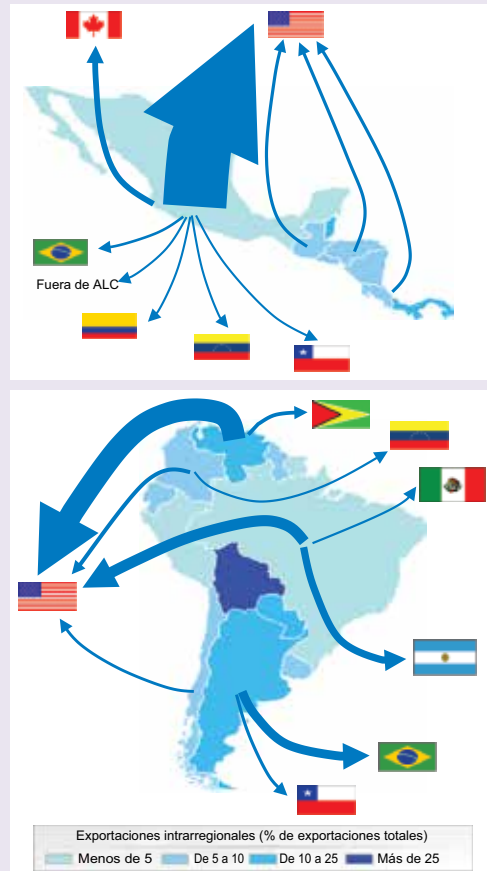 Fuera de ALC
Exportaciones intrarregionales (% de exportaciones totales)
Menos de 5 De 5 a 10 De 10 a 25 Más de 25